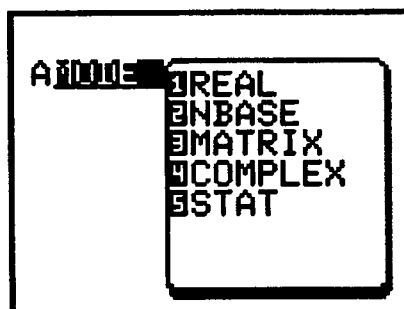 A MODE
1REAL
2NBASE
3MATRIX
4COMPLEX
5STAT